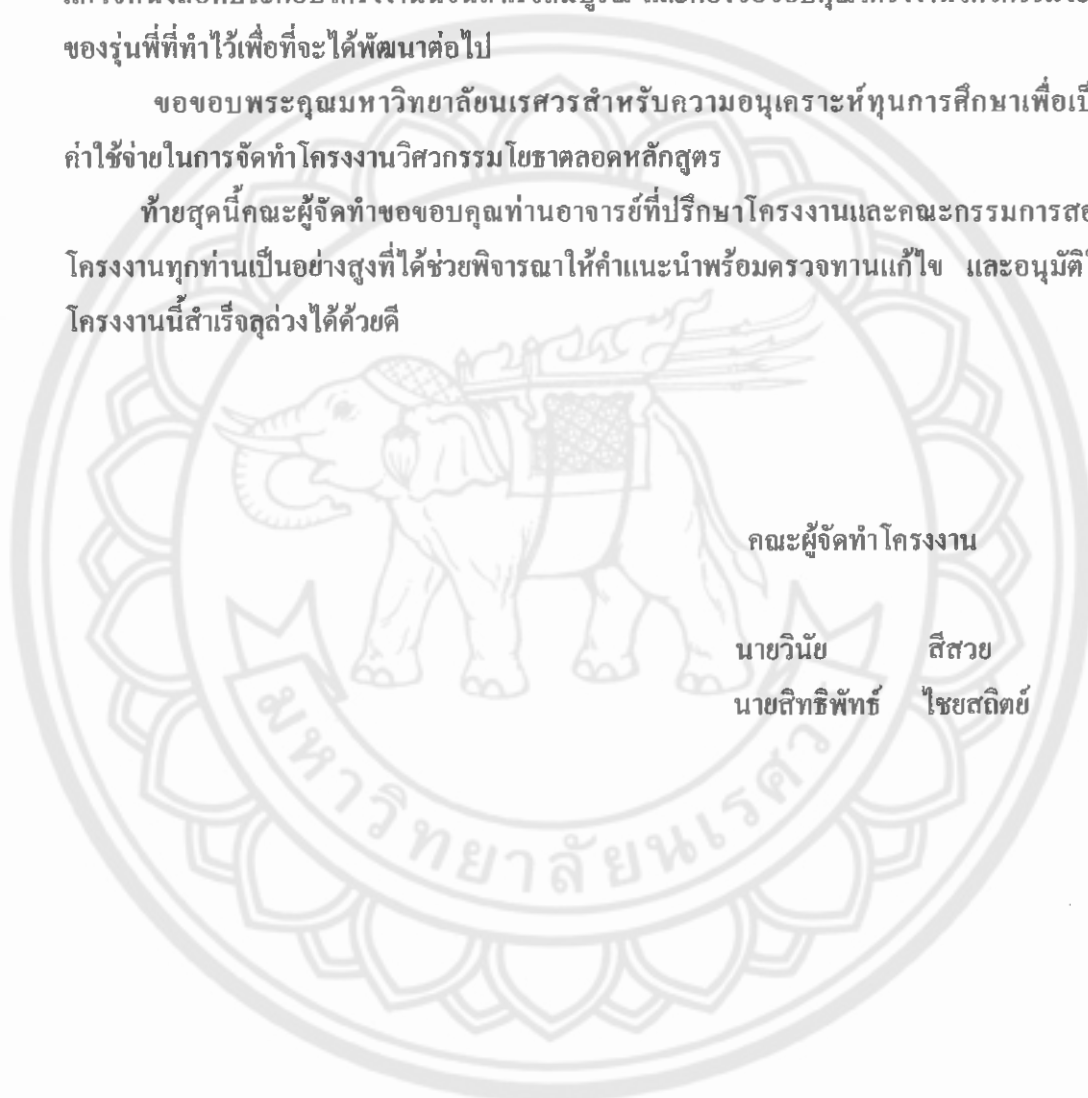 ของรุ่นพี่ที่ทำไว้เพื่อที่จะได้พัฒนาต่อไป
ขอขอบพระคุณมหาวิทยาลัยนเรศวรสำหรับความอนุเคราะห์ทุนการศึกษาเพื่อเป็
ค่าใช้จ่ายในการจัดทำโครงงานวิศวกรรมโยธาตลอดหลักสูตร
ท้ายสุดนี้คณะผู้จัดทำขอขอบคุณท่านอาจารย์ที่ปรึกษาโครงงานและคณะกรรมการสอ
โครงงานทุกท่านเป็นอย่างสูงที่ได้ช่วยพิจารณาให้คำแนะนำพร้อมตรวจทานแก้ไข และอนุมัติ
โครงงานนี้สำเร็จลุล่วงได้ด้วยดี
คณะผู้จัดทำโครงงาน
นายวินัย สีสวย
นายสิทธิพัทธ์ ไชยสถิตย์
มหาวิทยาลัยนเรศวร